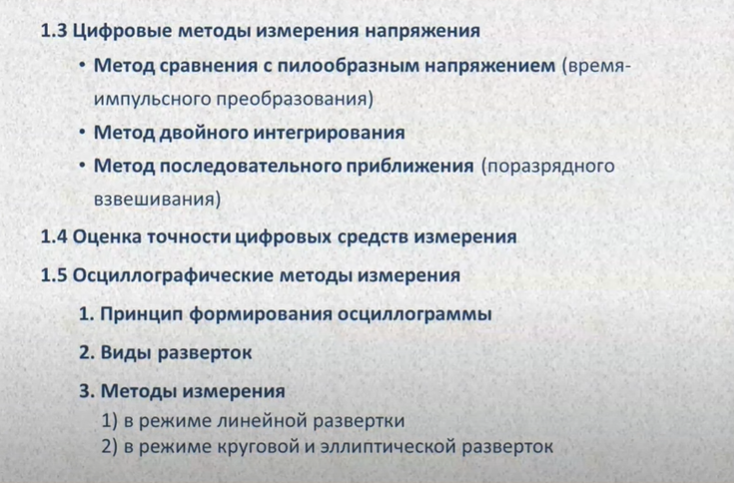 1.3 Цифровые методы измерения напряжения
• Метод сравнения с пилообразным напряжением (время-
импульсного преобразования)
• Метод двойного интегрирования
• Метод последовательного приближения (поразрядного
взвешивания)
1.4 Оценка точности цифровых средств измерения
1.5 Осциллографические методы измерения
1. Принцип формирования осциллограммы
2. Виды разверток
3. Методы измерения
1) в режиме линейной развертки
2) в режиме круговой и эллиптической разверток